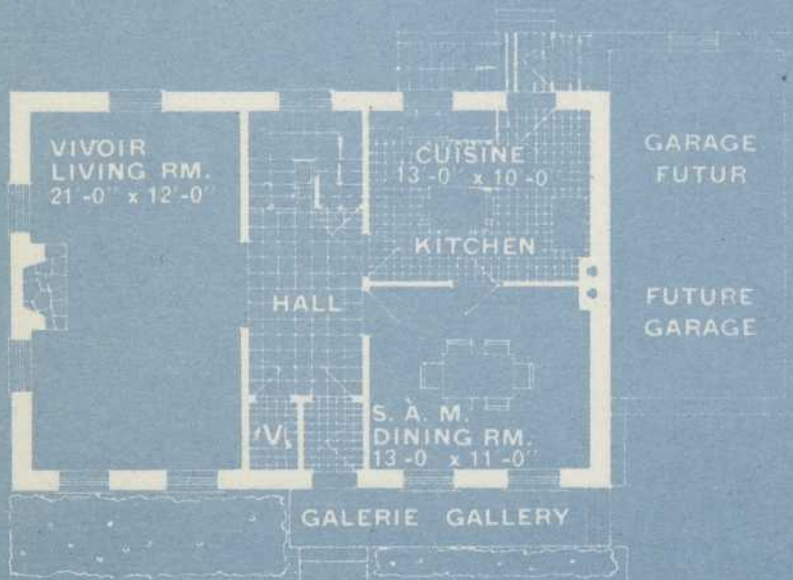 VIVOIR
LIVING RM.
21'-0" x 12'-0"
CUISINE
13'-0" x 10'-0
KITCHEN
GARAGE
FUTUR
HALL
FUTURE
GARAGE
V
S. À. M.
DINING RM.
13-0 x 11'-0"
GALERIE GALLERY